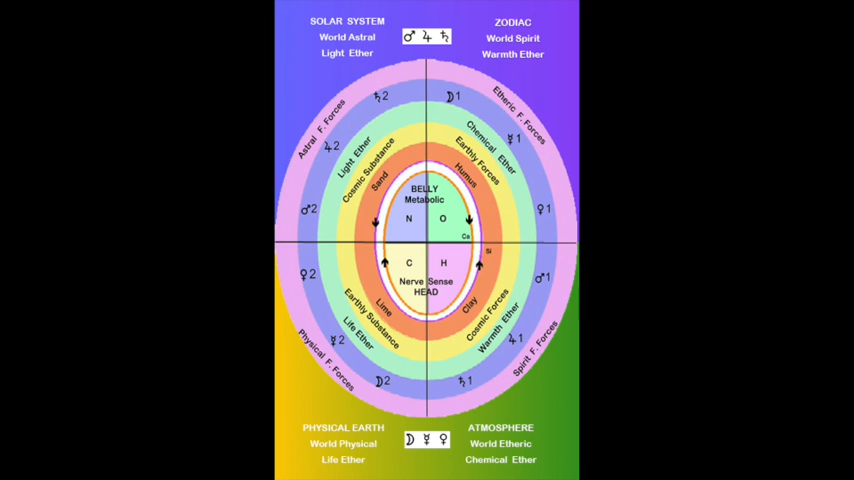 SOLAR SYSTEM
World Astral
Light Ether
♂ ♃ ♄
ZODIAC
World Spirit
Warmth Ether
Astral F. Forces
Etheric F. Forces
♄2
☽1
♃2
☿1
♂2
♀1
Light Ether
Chemical Ether
Cosmic Substance
Earthly Forces
Sand
Humus
BELLY
Metabolic
N
O
Ca
Si
C
H
Nerve Sense
HEAD
Lime
Clay
Earthly Substance
Cosmic Forces
Life Ether
Warmth Ether
♀2
♂1
☿2
♃1
☽2
♄1
Physical F. Forces
Spirit F. Forces
PHYSICAL EARTH
World Physical
Life Ether
☽ ☿ ♀
ATMOSPHERE
World Etheric
Chemical Ether